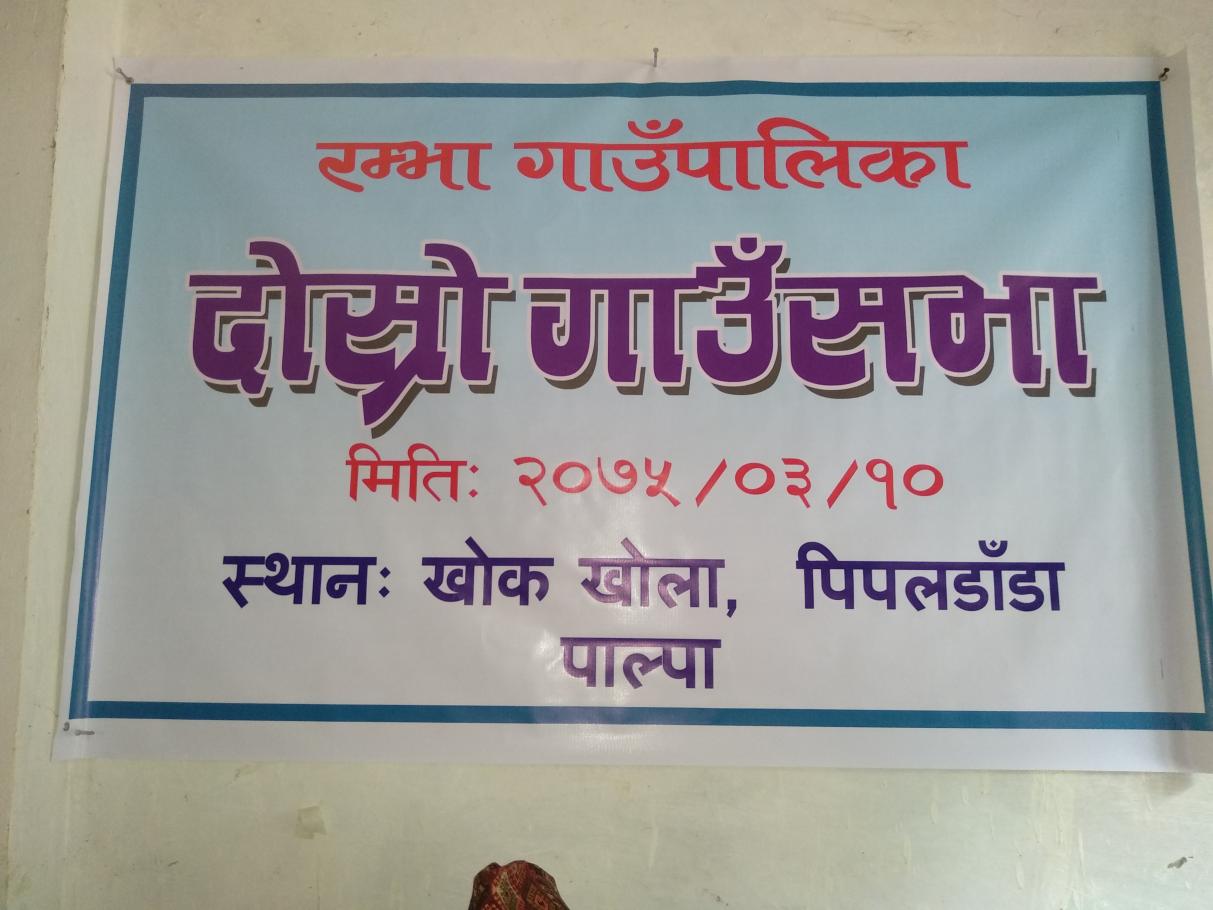 रम्भा गाउँपालिका
दोस्रो गाउँसभा
मितिः २०७५ /०३ /१०
स्थानः खोक खोला, पिपलडाँडा
पाल्पा